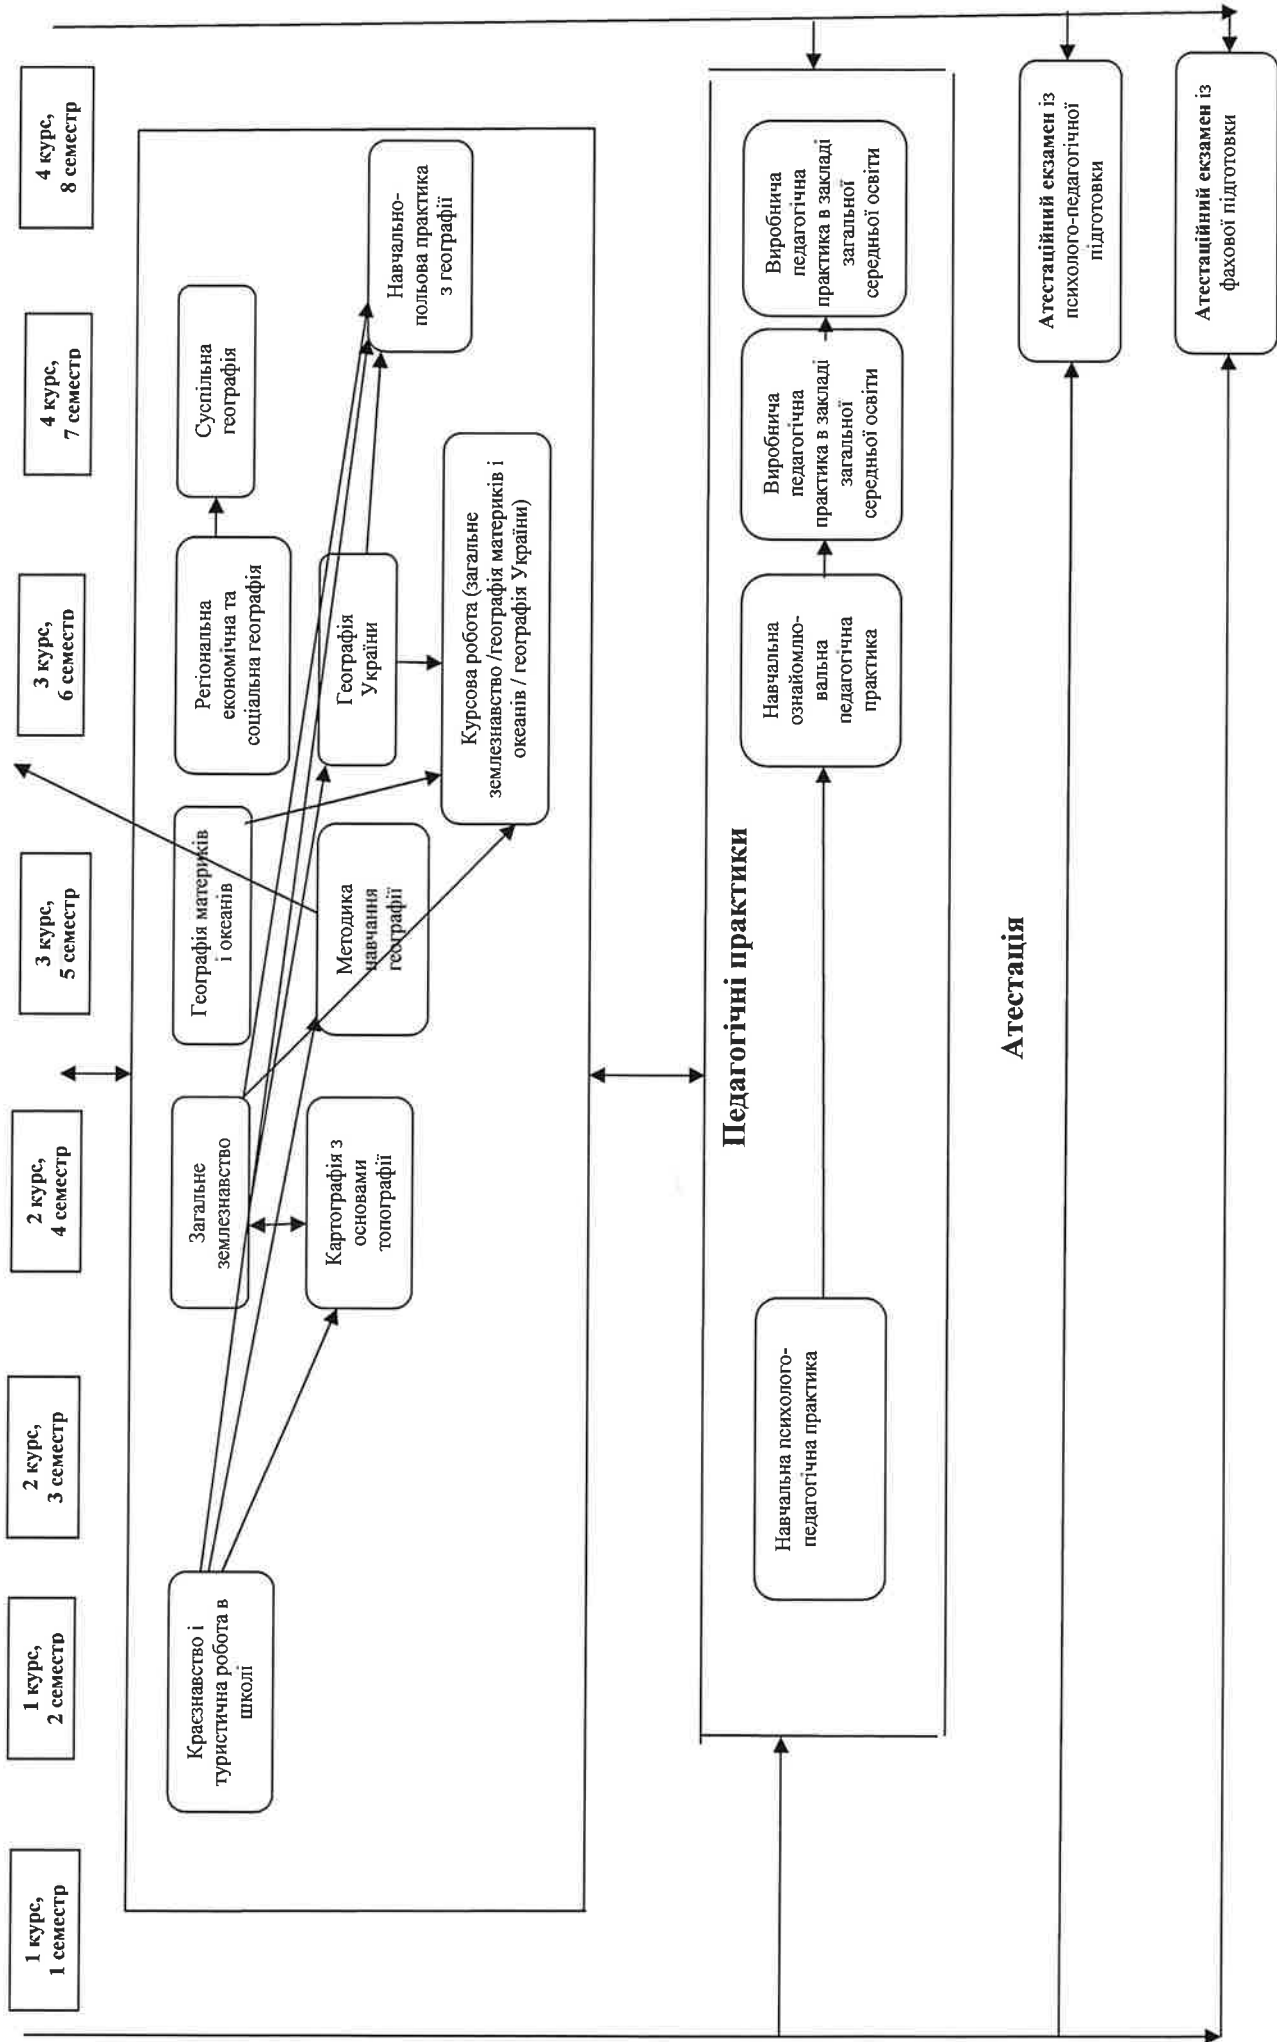 1 курс,
1 семестр
1 курс,
2 семестр
2 курс,
3 семестр
2 курс,
4 семестр
3 курс,
5 семестр
3 курс,
6 семестр
4 курс,
7 семестр
4 курс,
8 семестр
Краєзнавство і
туристична робота в
школі
Загальне
землезнавство
Географія материків
і океанів
Регіональна
економічна та
соціальна географія
Суспільна
географія
Картографія з
основами
топографії
Методика
навчання
географії
Географія
України
Навчально-
польова практика
з географії
Курсова робота (загальне
землезнавство /географія материків і
океанів / географія України)
Педагогічні практики
Навчальна психолого-
педагогічна практика
Навчальна
ознайомлю-
вальна
педагогічна
практика
Виробнича
педагогічна
практика в закладі
загальної
середньої освіти
Виробнича
педагогічна
практика в закладі
загальної
середньої освіти
Атестація
Атестаційний екзамен із
психолого-педагогічної
підготовки
Атестаційний екзамен із
фахової підготовки